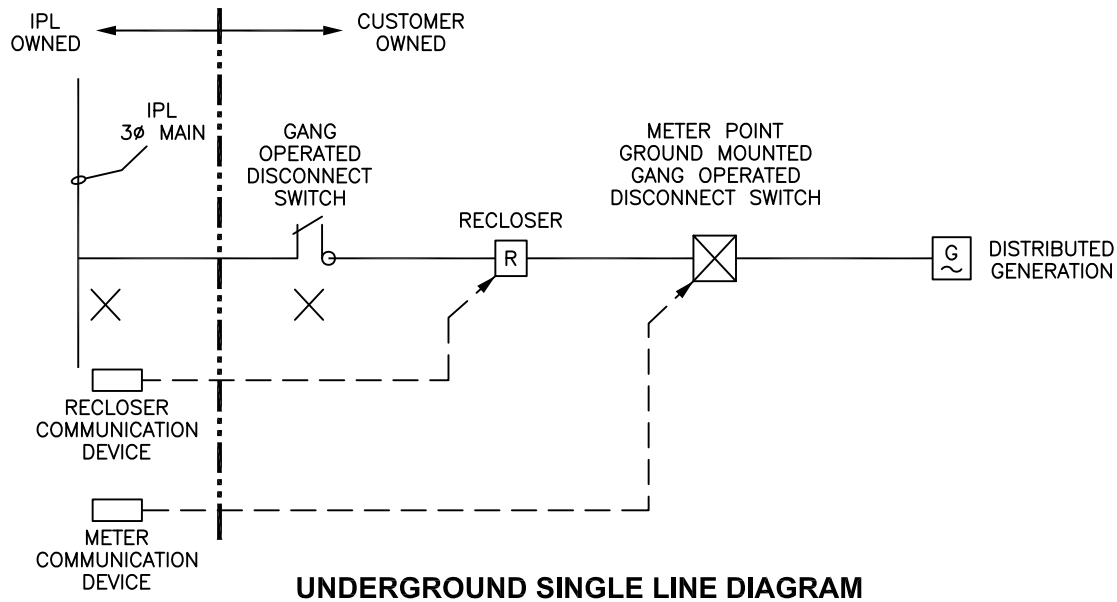 IPL
OWNED
CUSTOMER
OWNED
IPL
3ø MAIN
GANG
OPERATED
DISCONNECT
SWITCH
RECLOSER
METER POINT
GROUND MOUNTED
GANG OPERATED
DISCONNECT SWITCH
R
G
DISTRIBUTED
GENERATION
RECLOSER
COMMUNICATION
DEVICE
METER
COMMUNICATION
DEVICE
UNDERGROUND SINGLE LINE DIAGRAM